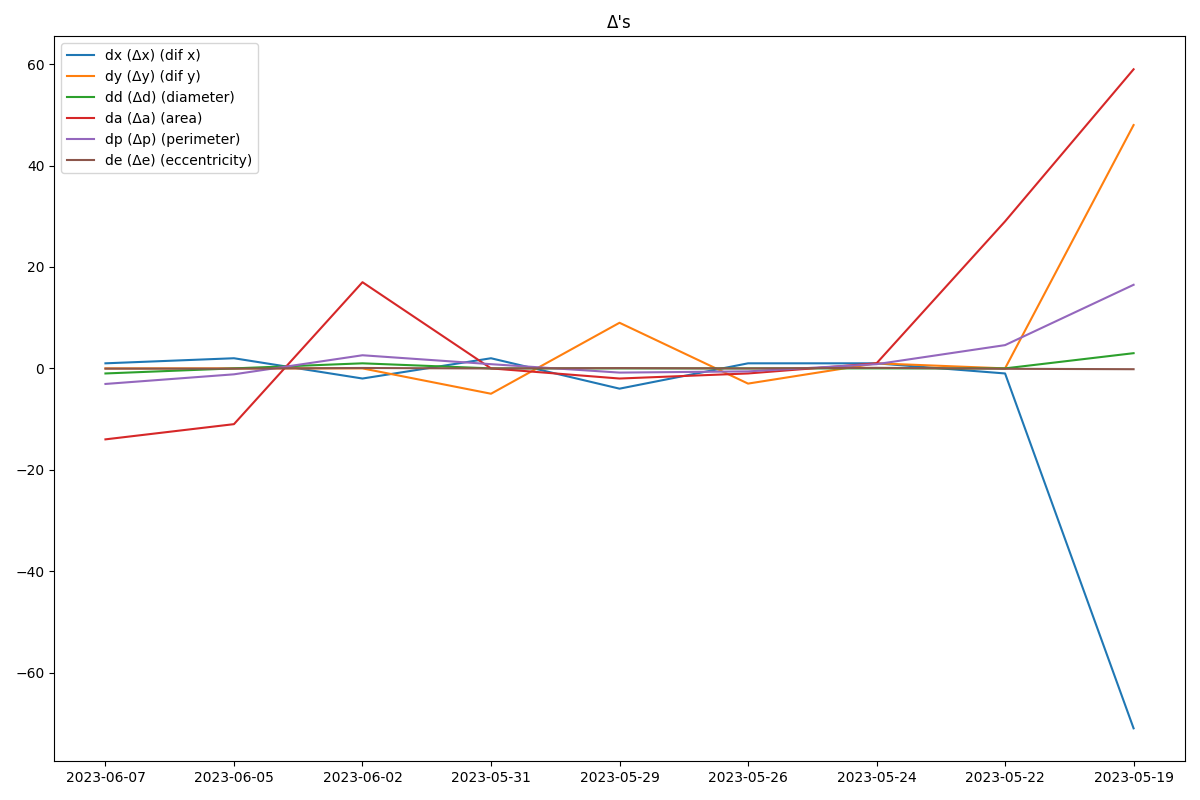 Δ's
dx (Δx) (dif x)
dy (Δy) (dif y)
dd (Δd) (diameter)
da (Δa) (area)
dp (Δp) (perimeter)
de (Δe) (eccentricity)
60
40
20
0
−20
−40
−60
2023-06-07 2023-06-05 2023-06-02 2023-05-31 2023-05-29 2023-05-26 2023-05-24 2023-05-22 2023-05-19